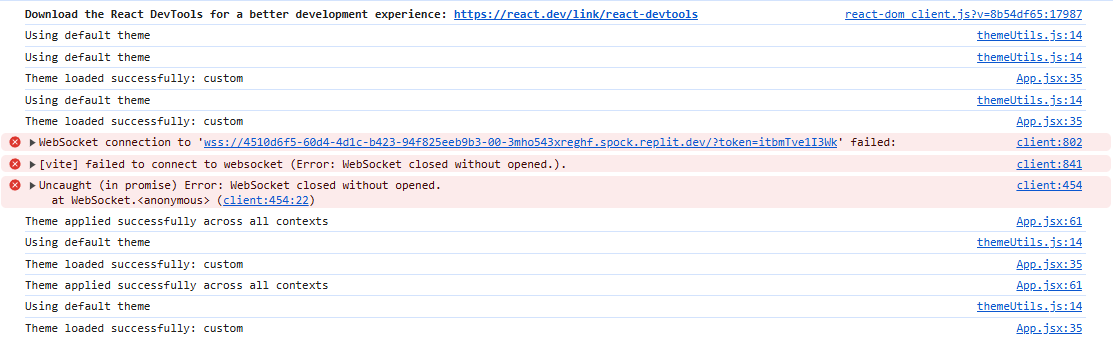 Download the React DevTools for a better development experience: https://react.dev/link/react-devtools react-dom_client.js?v=8b54df65:17987
Using default theme themeUtils.js:14
Using default theme themeUtils.js:14
Theme loaded successfully: custom App.jsx:35
Using default theme themeUtils.js:14
Theme loaded successfully: custom App.jsx:35
WebSocket connection to 'wss://4510d6f5-60d4-4d1c-b423-94f825eeb9b3-00-3mho543xreghf.spock.replit.dev/?token=itbmTve1I3Wk' failed: client:802
[vite] failed to connect to websocket (Error: WebSocket closed without opened.). client:841
Uncaught (in promise) Error: WebSocket closed without opened. client:454
at WebSocket.<anonymous> (client:454:22)
Theme applied successfully across all contexts App.jsx:61
Using default theme themeUtils.js:14
Theme loaded successfully: custom App.jsx:35
Theme applied successfully across all contexts App.jsx:61
Using default theme themeUtils.js:14
Theme loaded successfully: custom App.jsx:35